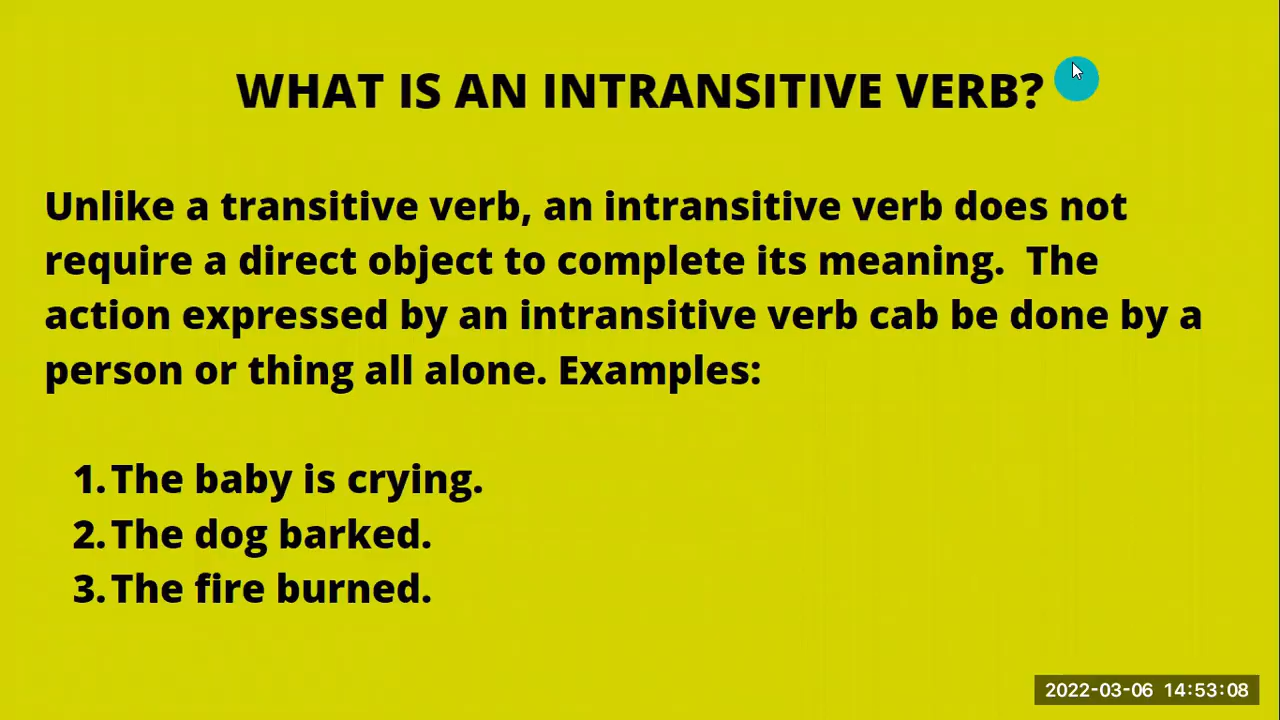 WHAT IS AN INTRANSITIVE VERB?
Unlike a transitive verb, an intransitive verb does not
require a direct object to complete its meaning.  The
action expressed by an intransitive verb cab be done by a
person or thing all alone. Examples:
1. The baby is crying.
2. The dog barked.
3. The fire burned.
2022-03-06 14:53:08